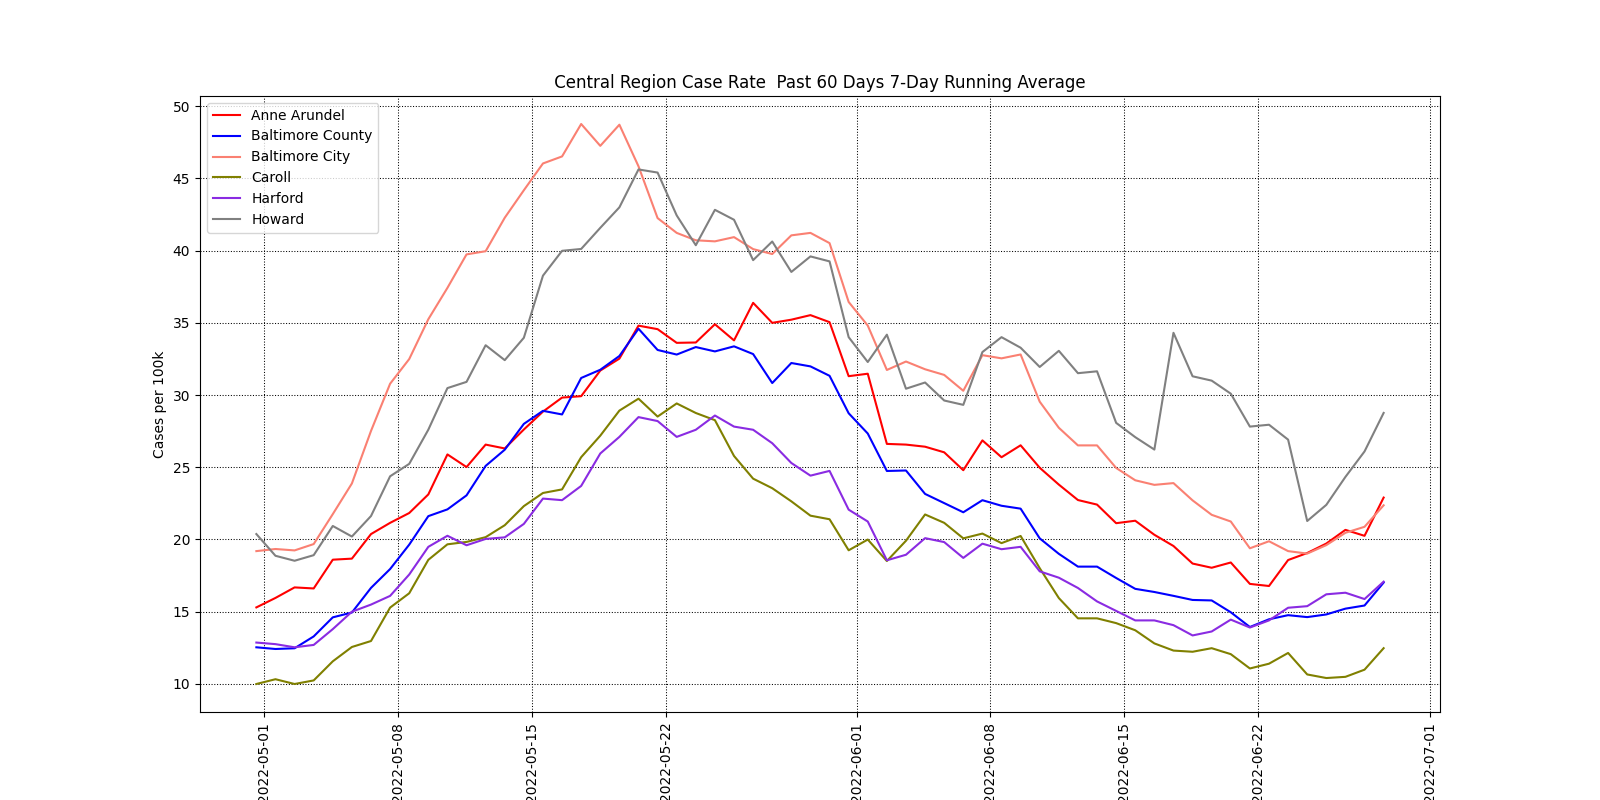 Central Region Case Rate  Past 60 Days 7-Day Running Average
50
45
40
35
30
25
20
15
10
Cases per 100k
Anne Arundel
Baltimore County
Baltimore City
Caroll
Harford
Howard
2022-05-01
2022-05-08
2022-05-15
2022-05-22
2022-06-01
2022-06-08
2022-06-15
2022-06-22
2022-07-01